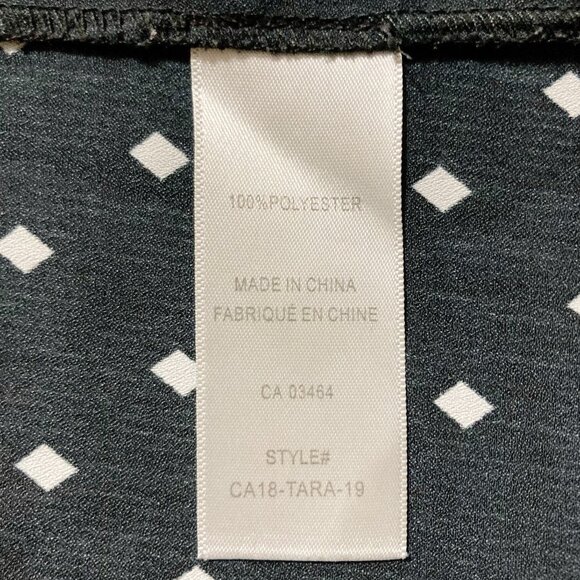 100%POLYESTER
MADE IN CHINA
FABRIQUÉ EN CHINE
CA 03464
STYLE#
CA18-TARA-19